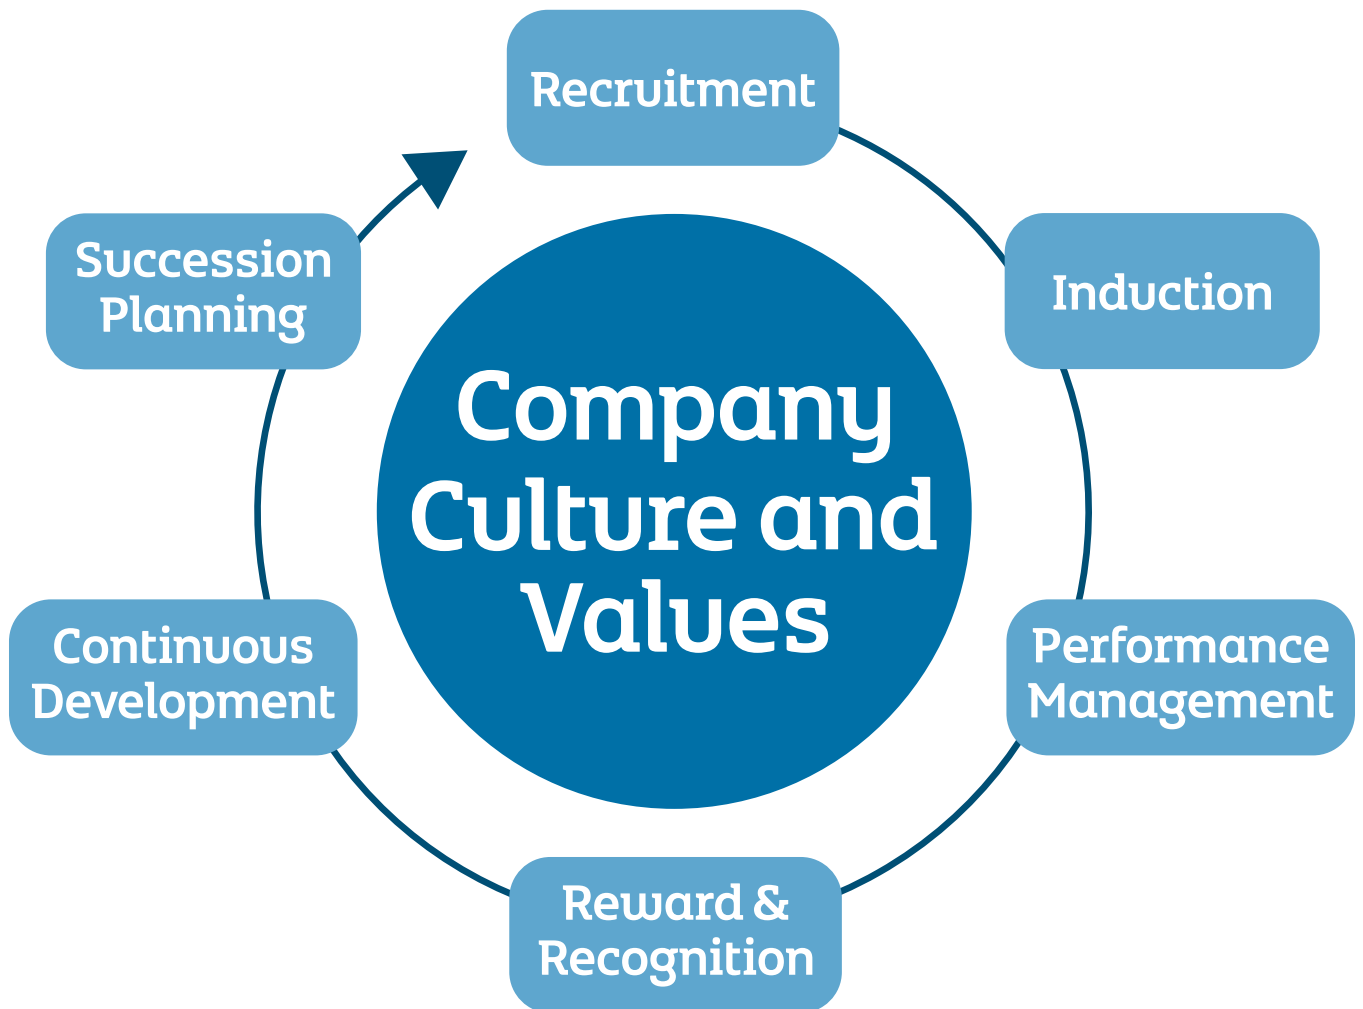 Recruitment
Induction
Performance
Management
Reward &
Recognition
Continuous
Development
Succession
Planning
Company
Culture and
Values